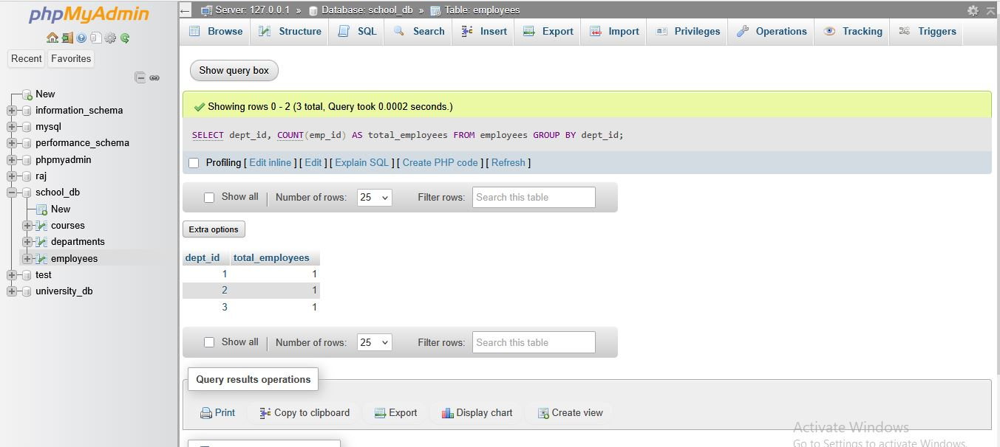 phpMyAdmin
Recent Favorites
New
information_schema
mysql
performance_schema
phpmyadmin
raj
school_db
New
courses
departments
employees
test
university_db
Server: 127.0.0.1 » Database: school_db » Table: employees
Browse Structure SQL Search Insert Export Import Privileges Operations Tracking Triggers
Show query box
Showing rows 0 - 2 (3 total, Query took 0.0002 seconds.)
SELECT dept_id, COUNT(emp_id) AS total_employees FROM employees GROUP BY dept_id;
Profiling [ Edit inline ] [ Edit ] [ Explain SQL ] [ Create PHP code ] [ Refresh ]
Show all | Number of rows: 25 Filter rows: Search this table
Extra options
dept_id total_employees
1 1
2 1
3 1
Show all | Number of rows: 25 Filter rows: Search this table
Query results operations
Print Copy to clipboard Export Display chart Create view
Activate Windows
Go to Settings to activate Windows.